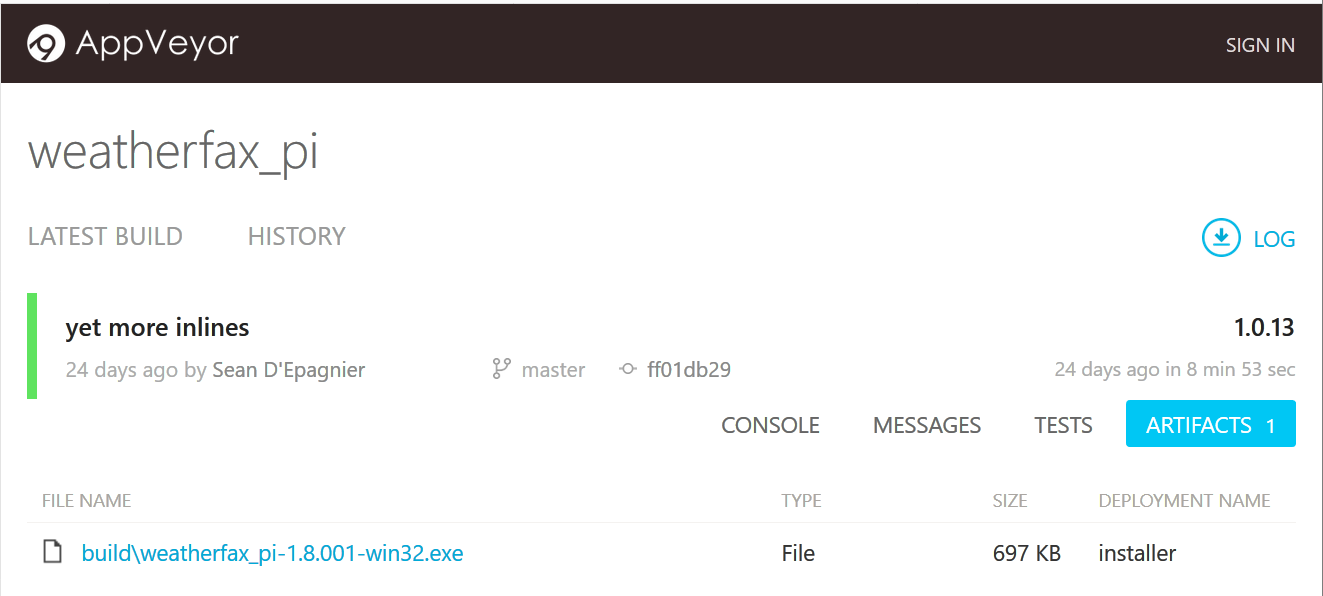 AppVeyor SIGN IN
weatherfax_pi
LATEST BUILD HISTORY LOG
yet more inlines 1.0.13
24 days ago by Sean D'Epagnier master ff01db29 24 days ago in 8 min 53 sec
CONSOLE MESSAGES TESTS ARTIFACTS 1
FILE NAME TYPE SIZE DEPLOYMENT NAME
build\weatherfax_pi-1.8.001-win32.exe File 697 KB installer